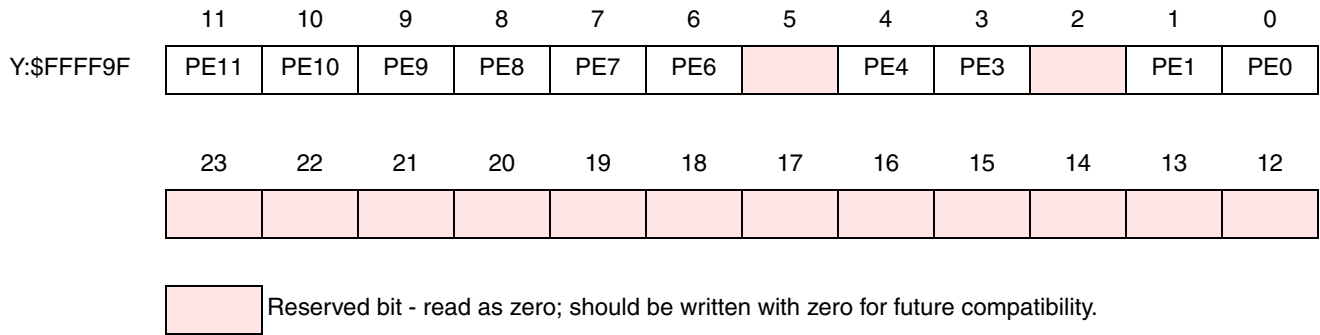 11 10 9 8 7 6 5 4 3 2 1 0
Y:$FFFF9F PE11 PE10 PE9 PE8 PE7 PE6 PE4 PE3 PE1 PE0
23 22 21 20 19 18 17 16 15 14 13 12
Reserved bit - read as zero; should be written with zero for future compatibility.